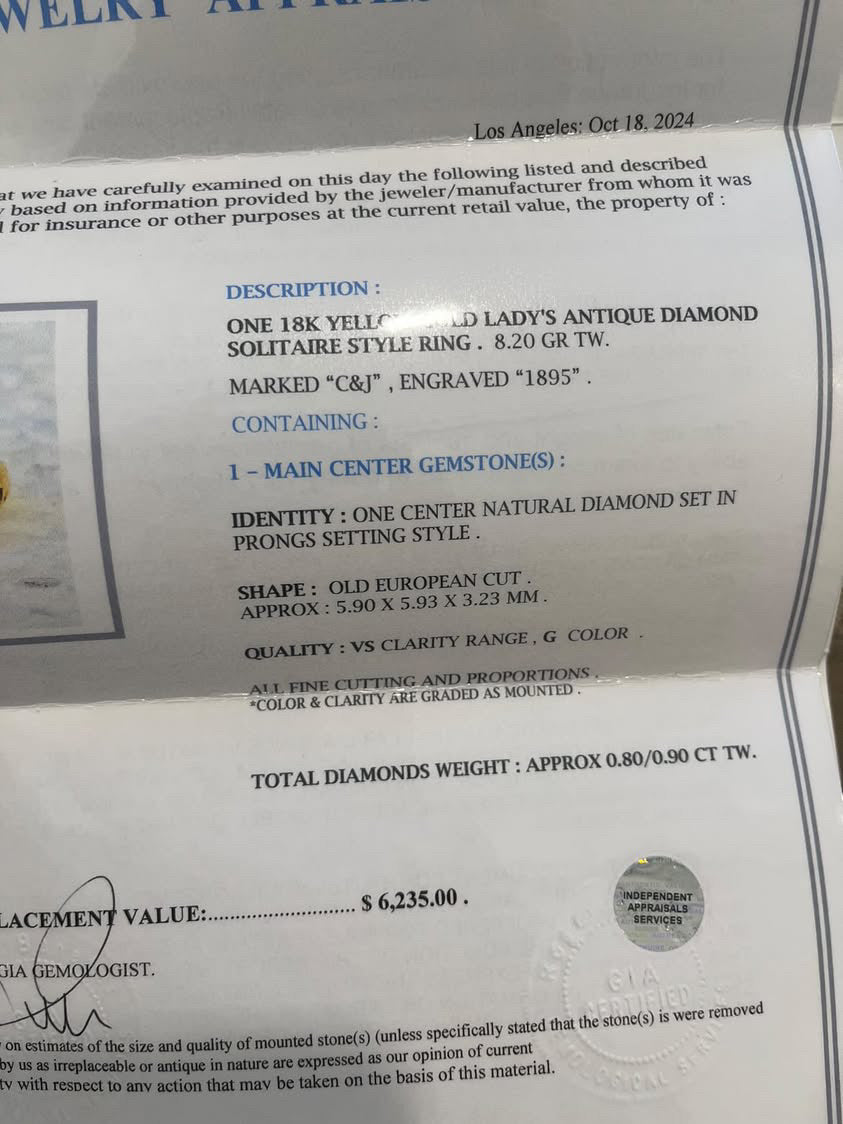 JEWELRY APPRAISAL
Los Angeles: Oct 18, 2024
at we have carefully examined on this day the following listed and described
based on information provided by the jeweler/manufacturer from whom it was
for insurance or other purposes at the current retail value, the property of :
DESCRIPTION :
ONE 18K YELLOW GOLD LADY'S ANTIQUE DIAMOND
SOLITAIRE STYLE RING . 8.20 GR TW.
MARKED “C&J” , ENGRAVED “1895” .
CONTAINING :
1 – MAIN CENTER GEMSTONE(S) :
IDENTITY : ONE CENTER NATURAL DIAMOND SET IN
PRONGS SETTING STYLE .
SHAPE : OLD EUROPEAN CUT .
APPROX : 5.90 X 5.93 X 3.23 MM .
QUALITY : VS CLARITY RANGE , G COLOR .
ALL FINE CUTTING AND PROPORTIONS .
*COLOR & CLARITY ARE GRADED AS MOUNTED .
TOTAL DIAMONDS WEIGHT : APPROX 0.80/0.90 CT TW.
LACEMENT VALUE:........................... $ 6,235.00 .
INDEPENDENT
APPRAISALS
SERVICES
GIA GEMOLOGIST.
GIA
CERTIFIED
on estimates of the size and quality of mounted stone(s) (unless specifically stated that the stone(s) is were removed
by us as irreplaceable or antique in nature are expressed as our opinion of current
ty with respect to any action that may be taken on the basis of this material.